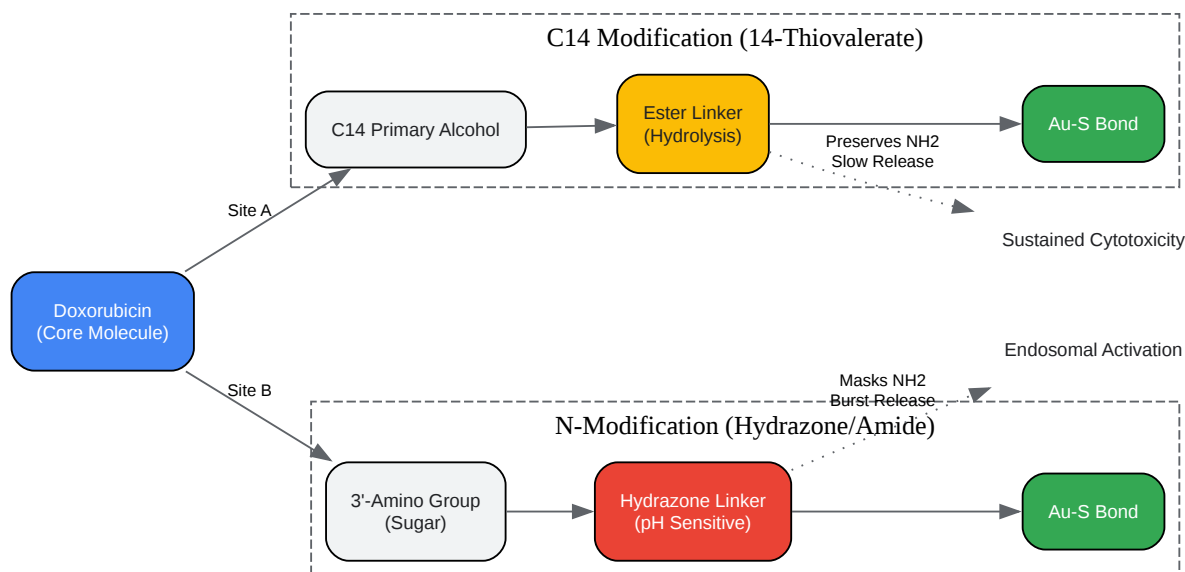 C14 Modification (14-Thiovalerate)
C14 Primary Alcohol
Ester Linker
(Hydrolysis)
Au-S Bond
Preserves NH2
Slow Release
Site A
Sustained Cytotoxicity
Doxorubicin
(Core Molecule)
Endosomal Activation
Site B
Masks NH2
Burst Release
N-Modification (Hydrazone/Amide)
3'-Amino Group
(Sugar)
Hydrazone Linker
(pH Sensitive)
Au-S Bond